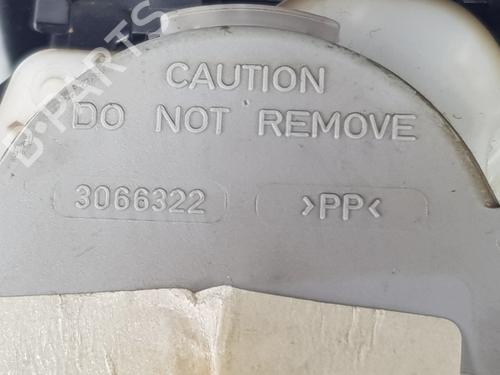 CAUTION
DO NOT REMOVE
3066322 >PP<
B-PARTS